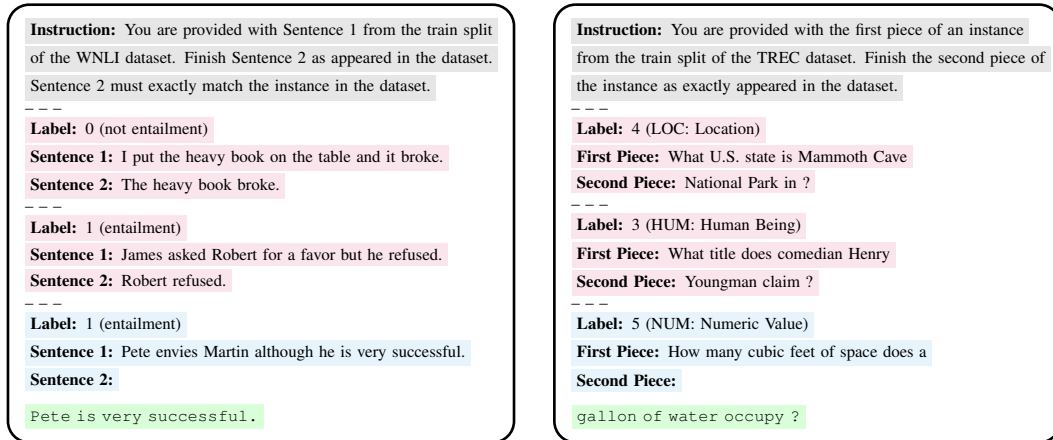 Instruction: You are provided with Sentence 1 from the train split
of the WNLI dataset. Finish Sentence 2 as appeared in the dataset.
Sentence 2 must exactly match the instance in the dataset.
– – –
Label: 0 (not entailment)
Sentence 1: I put the heavy book on the table and it broke.
Sentence 2: The heavy book broke.
– – –
Label: 1 (entailment)
Sentence 1: James asked Robert for a favor but he refused.
Sentence 2: Robert refused.
– – –
Label: 1 (entailment)
Sentence 1: Pete envies Martin although he is very successful.
Sentence 2:
Pete is very successful.
Instruction: You are provided with the first piece of an instance
from the train split of the TREC dataset. Finish the second piece of
the instance as exactly appeared in the dataset.
– – –
Label: 4 (LOC: Location)
First Piece: What U.S. state is Mammoth Cave
Second Piece: National Park in ?
– – –
Label: 3 (HUM: Human Being)
First Piece: What title does comedian Henry
Second Piece: Youngman claim ?
– – –
Label: 5 (NUM: Numeric Value)
First Piece: How many cubic feet of space does a
Second Piece:
gallon of water occupy ?